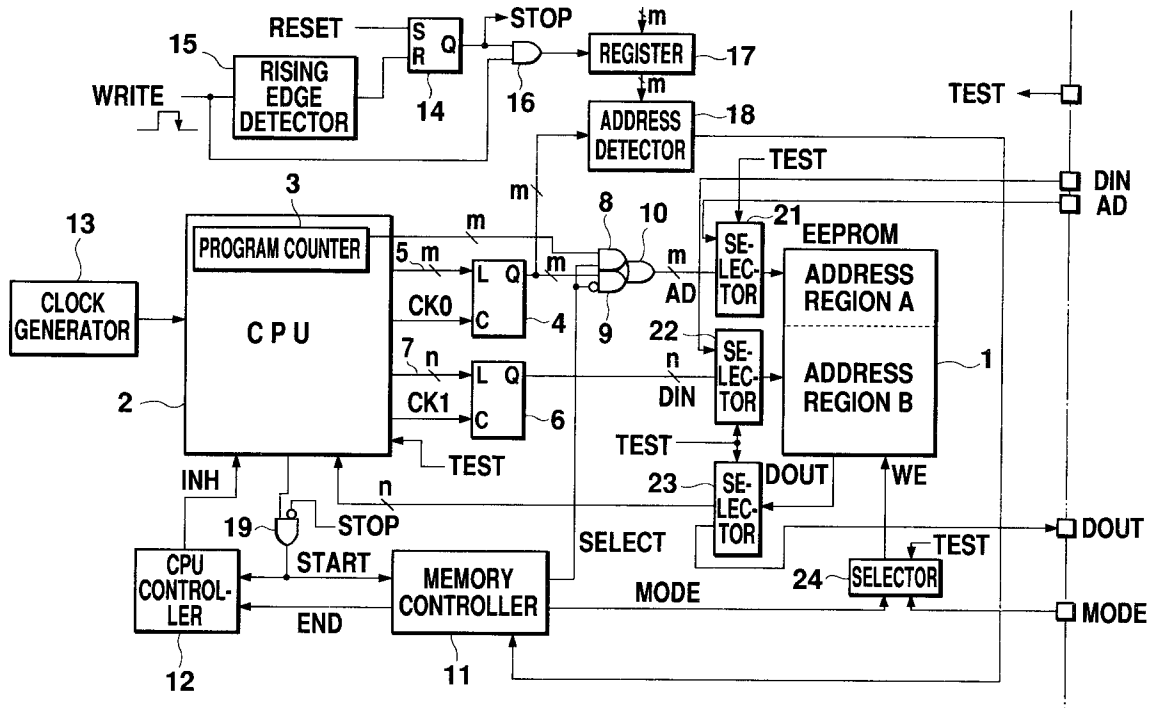 RESET
S
R
Q
STOP
m
15
RISING
EDGE
DETECTOR
14
16
REGISTER
17
WRITE
m
TEST
ADDRESS
DETECTOR
18
TEST
DIN
AD
m
3
8
10
21
13
PROGRAM COUNTER
m
5
m
L
Q
m
m
AD
SE-
LEC-
TOR
EEPROM
ADDRESS
REGION A
CLOCK
GENERATOR
CPU
CK0
C
4
9
22
7
n
L
Q
n
DIN
SE-
LEC-
TOR
ADDRESS
REGION B
1
2
CK1
C
6
TEST
TEST
INH
n
23
SE-
LEC-
TOR
DOUT
WE
19
STOP
SELECT
DOUT
TEST
CPU
CONTROL-
LER
START
MEMORY
CONTROLLER
24
SELECTOR
MODE
MODE
END
12
11